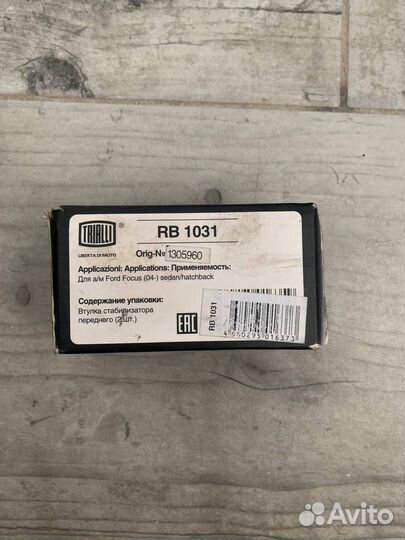 TRIALLI
®
LIBERTA DI MOTO
RB 1031
Orig-№ 1305960
Applicazioni: Applications: Применяемость:
Для а/м Ford Focus (04-) sedan/hatchback
Содержание упаковки:
Втулка стабилизатора
переднего (2 шт.)
EAC
RB 1031
4650295016373
Avito